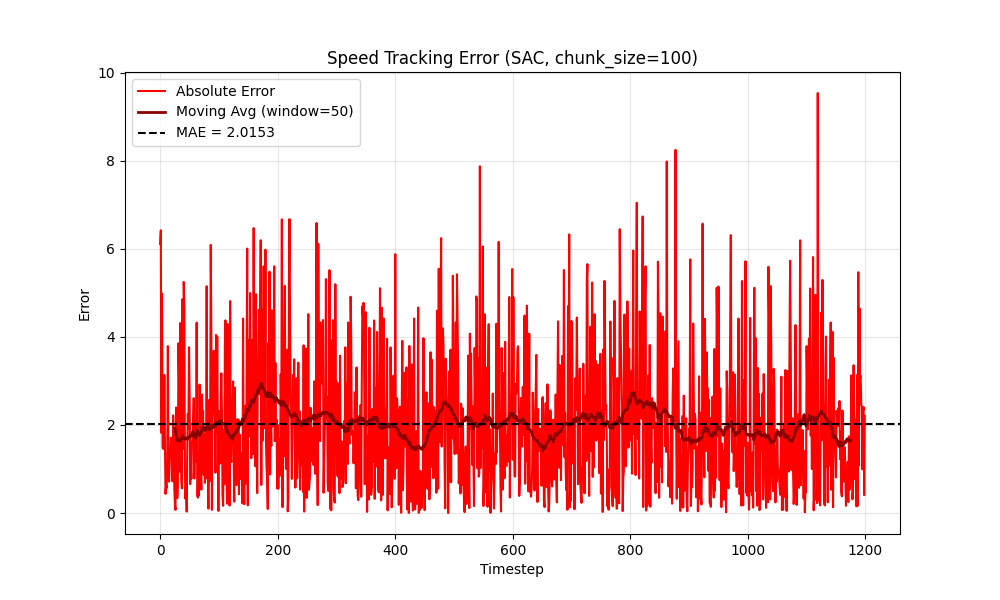 Speed Tracking Error (SAC, chunk_size=100)
Absolute Error
Moving Avg (window=50)
MAE = 2.0153
10
8
6
4
2
0
Error
0 200 400 600 800 1000 1200
Timestep